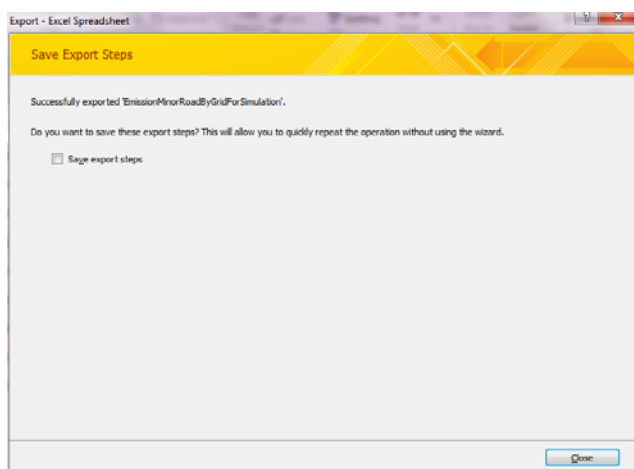 Export - Excel Spreadsheet
Save Export Steps
Successfully exported 'EmissionMinorRoadByGridForSimulation'.
Do you want to save these export steps? This will allow you to quickly repeat the operation without using the wizard.
Save export steps
Close